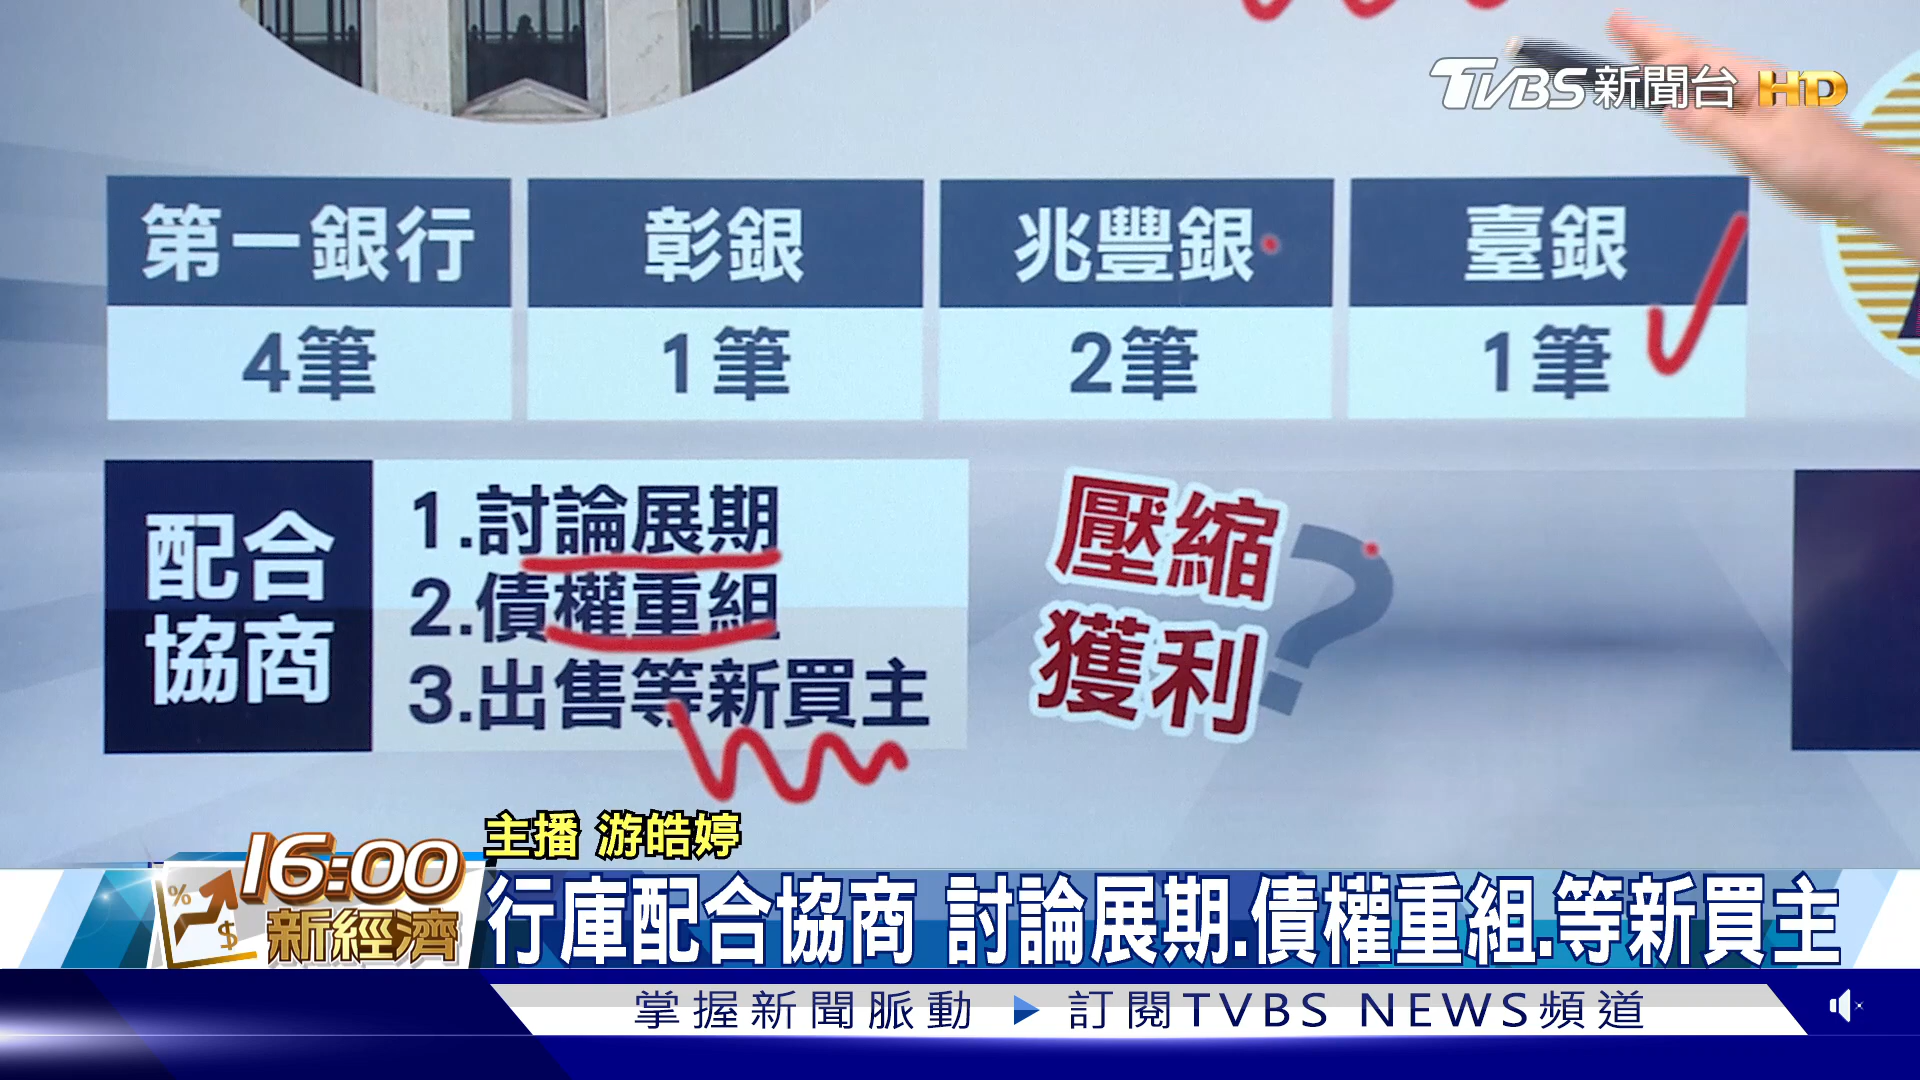 TVBS新聞台 HD
第一銀行 彰銀 兆豐銀 臺銀
4筆 1筆 2筆 1筆
配合
協商
1.討論展期
2.債權重組
3.出售等新買主
壓縮
獲利
?
主播 游皓婷
16:00
% $ 新經濟
行庫配合協商 討論展期.債權重組.等新買主
掌握新聞脈動 ▶ 訂閱TVBS NEWS頻道